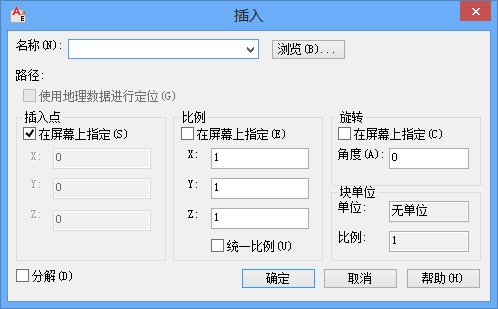 插入
名称(N): 浏览(B)...
路径:
使用地理数据进行定位(G)
插入点
在屏幕上指定(S)
X: 0
Y: 0
Z: 0
比例
在屏幕上指定(E)
X: 1
Y: 1
Z: 1
统一比例(U)
旋转
在屏幕上指定(C)
角度(A): 0
块单位
单位: 无单位
比例: 1
分解(D) 确定 取消 帮助(H)